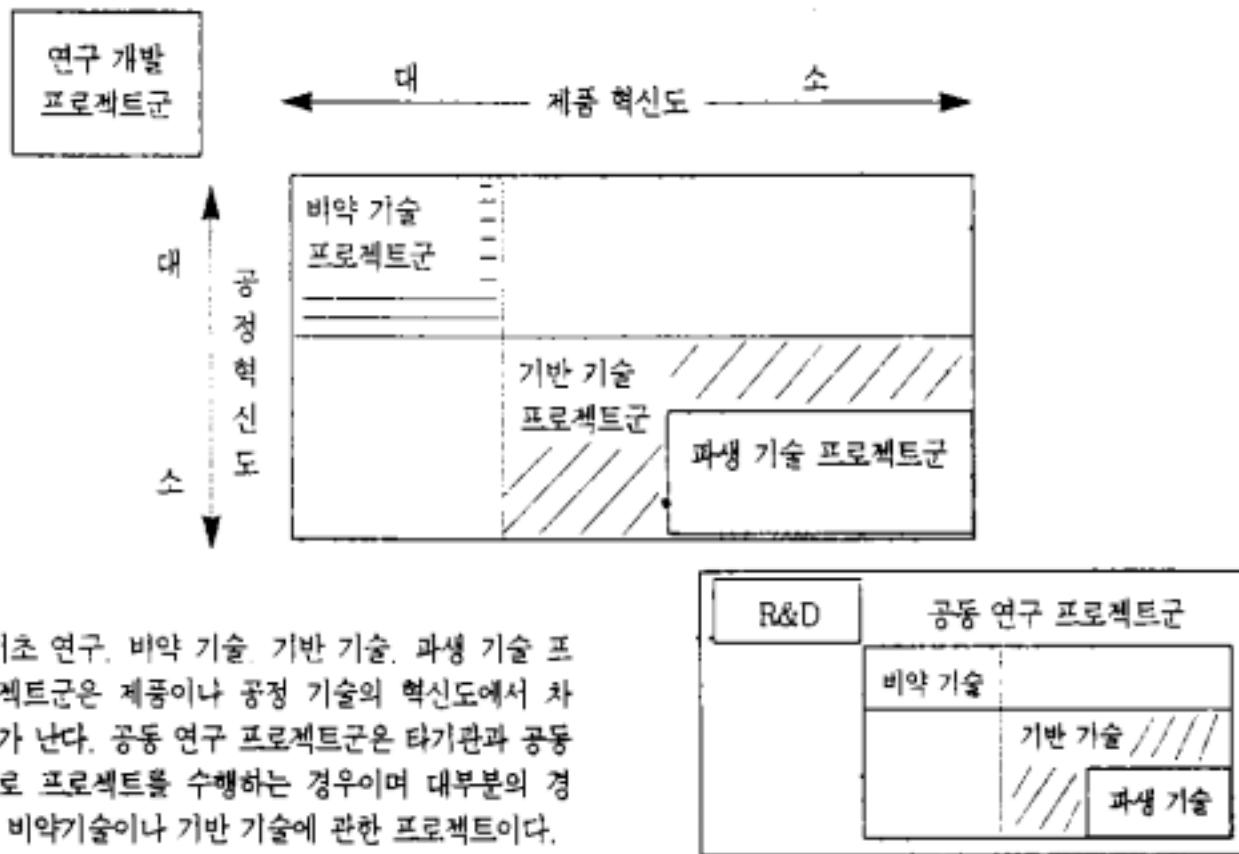 연구 개발
프로젝트군
대
소
제품 혁신도
비약 기술
프로젝트군
대
공정혁신도
소
기반 기술
프로젝트군
파생 기술 프로젝트군
R&D
공동 연구 프로젝트군
비약 기술
기반 기술
파생 기술
기초 연구. 비약 기술. 기반 기술. 파생 기술 프
젝트군은 제품이나 공정 기술의 혁신도에서 차
가 난다. 공동 연구 프로젝트군은 타기관과 공동
로 프로젝트를 수행하는 경우이며 대부분의 경
비약기술이나 기반 기술에 관한 프로젝트이다.